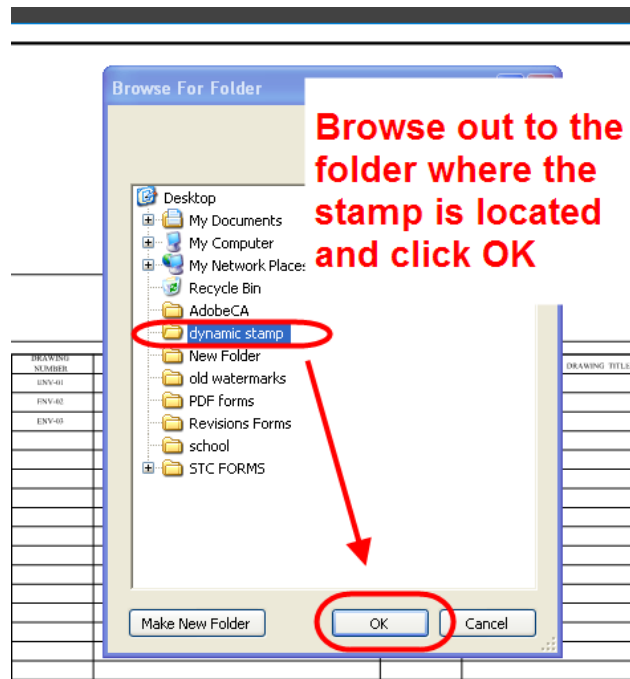 Browse For Folder
Browse out to the
folder where the
stamp is located
and click OK
Desktop
My Documents
My Computer
My Network Places
Recycle Bin
AdobeCA
dynamic stamp
New Folder
old watermarks
PDF forms
Revisions Forms
school
STC FORMS
DRAWING
NUMBER
ENV-01
ENV-02
ENV-03
DRAWING TITLE
Make New Folder
OK
Cancel